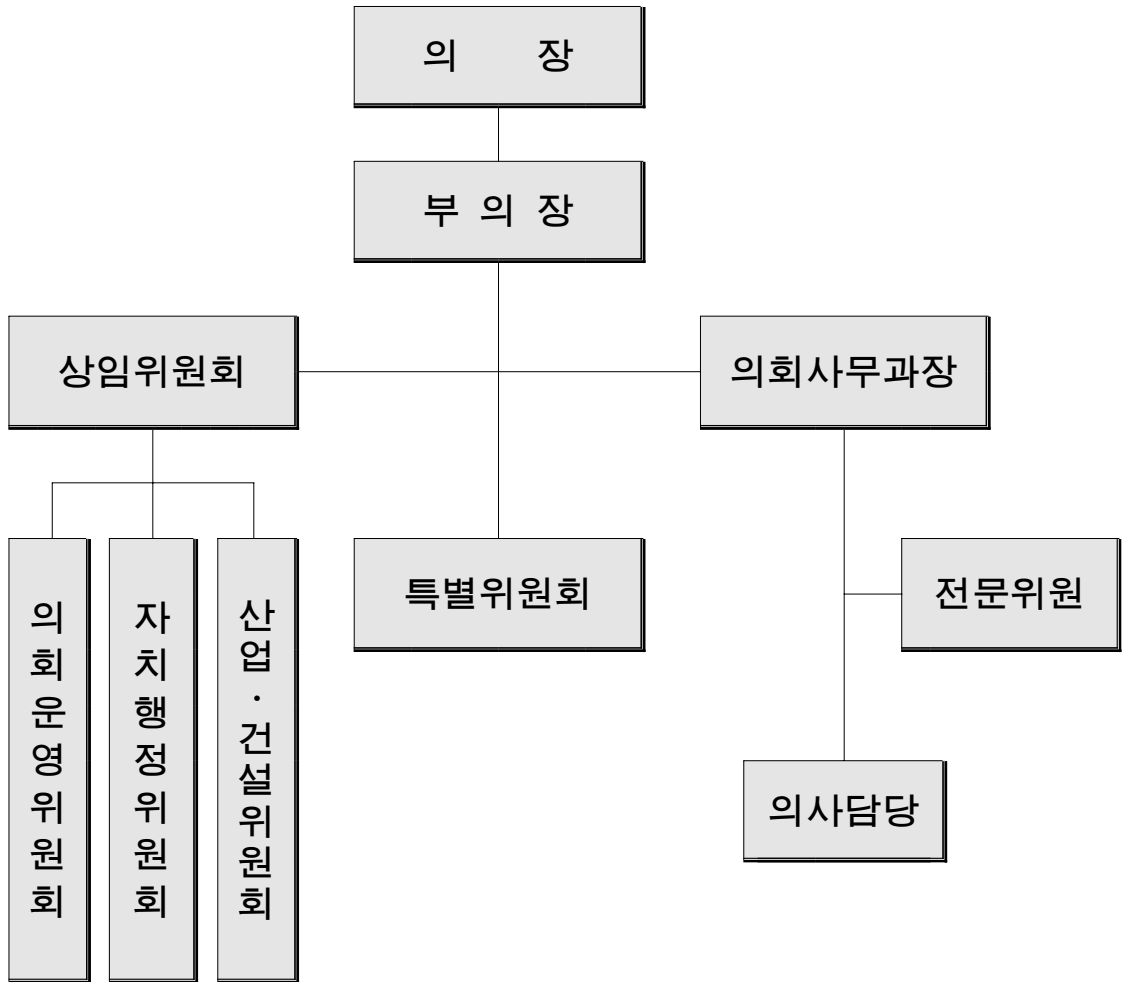 의 장
부 의 장
상임위원회
의회사무과장
의회운영위원회
자치행정위원회
산업·건설위원회
특별위원회
전문위원
의사담당